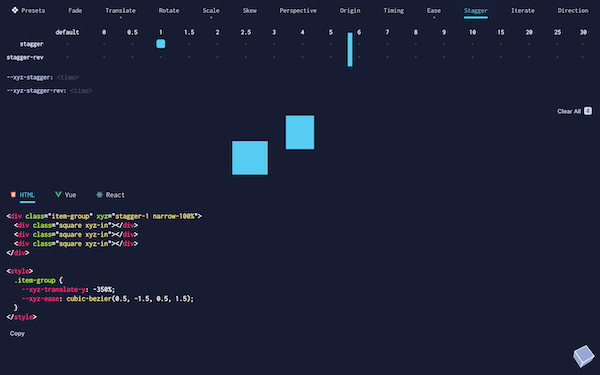 Presets Fade Translate Rotate Scale Skew Perspective Origin Timing Ease Stagger Iterate Direction
default 0 0.5 1 1.5 2 2.5 3 4 5 6 7 8 9 10 15 20 25 30
stagger
stagger-rev
--xyz-stagger: <time>
--xyz-stagger-rev: <time>
Clear All 4
HTML Vue React
<div class="item-group" xyz="stagger-1 narrow-100%">
<div class="square xyz-in"></div>
<div class="square xyz-in"></div>
<div class="square xyz-in"></div>
</div>
<style>
.item-group {
--xyz-translate-y: -350%;
--xyz-ease: cubic-bezier(0.5, -1.5, 0.5, 1.5);
}
</style>
Copy